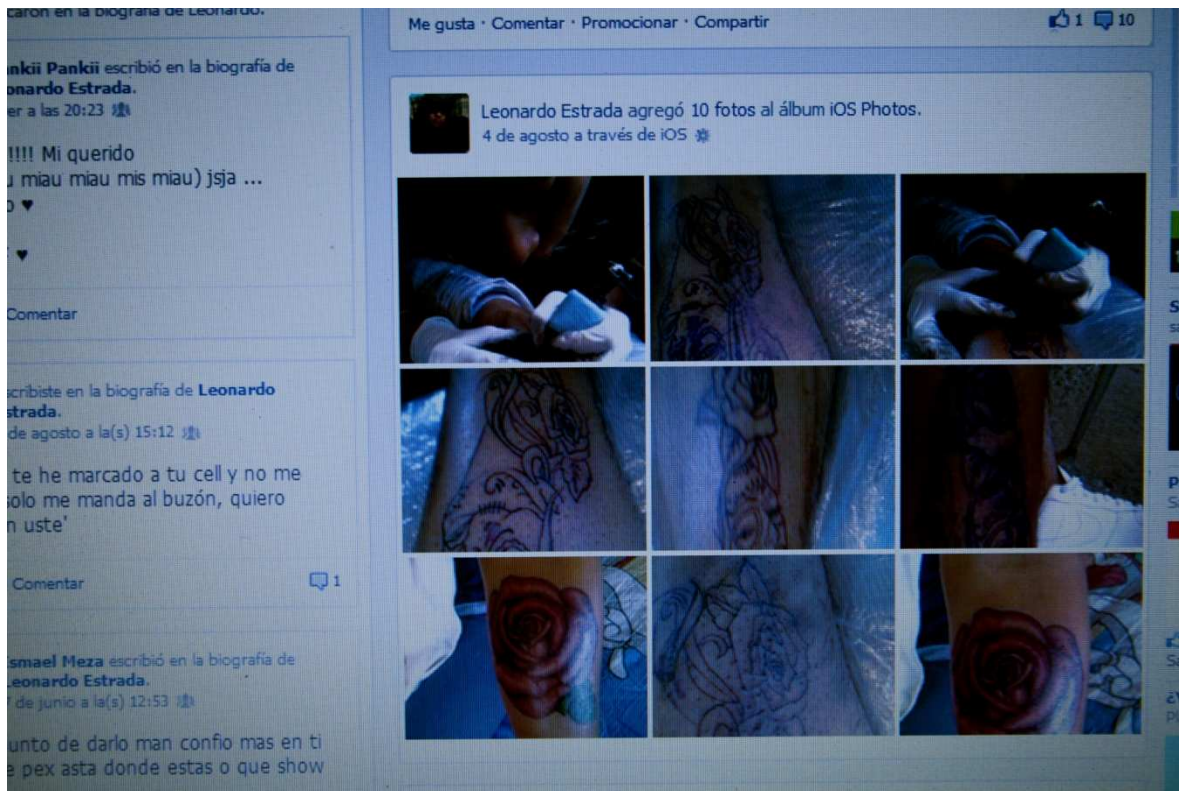 caron en la biografía de Leonardo.
nkii Pankii escribió en la biografía de
onardo Estrada.
er a las 20:23
!!!! Mi querido
u miau miau mis miau) jsja ...
o ♥
♥
Comentar
scribiste en la biografía de Leonardo
strada.
de agosto a la(s) 15:12
te he marcado a tu cell y no me
solo me manda al buzón, quiero
n uste'
Comentar
1
smael Meza escribió en la biografía de
Leonardo Estrada.
7 de junio a la(s) 12:53
unto de darlo man confio mas en ti
e pex asta donde estas o que show
Me gusta · Comentar · Promocionar · Compartir
1 10
Leonardo Estrada agregó 10 fotos al álbum iOS Photos.
4 de agosto a través de iOS